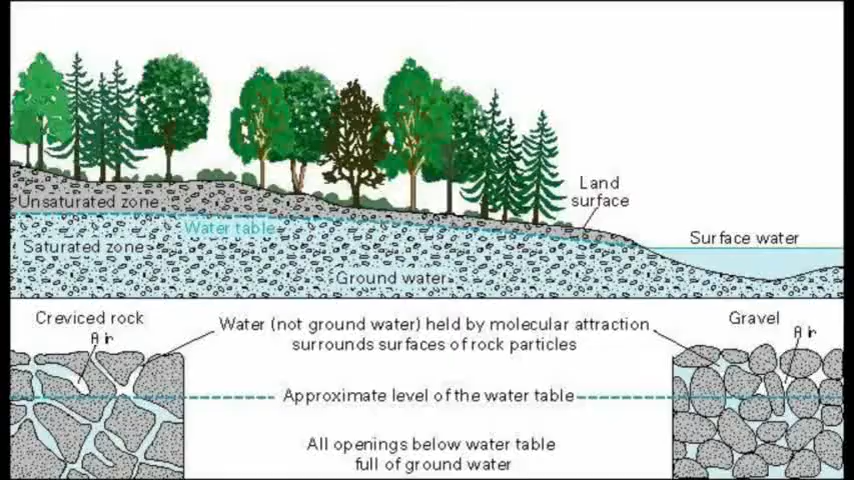 Land
surface
Unsaturated zone
Water table
Surface water
Saturated zone
Ground water
Creviced rock
Air
Water (not ground water) held by molecular attraction
surrounds surfaces of rock particles
Gravel
Air
Approximate level of the water table
All openings below water table
full of ground water